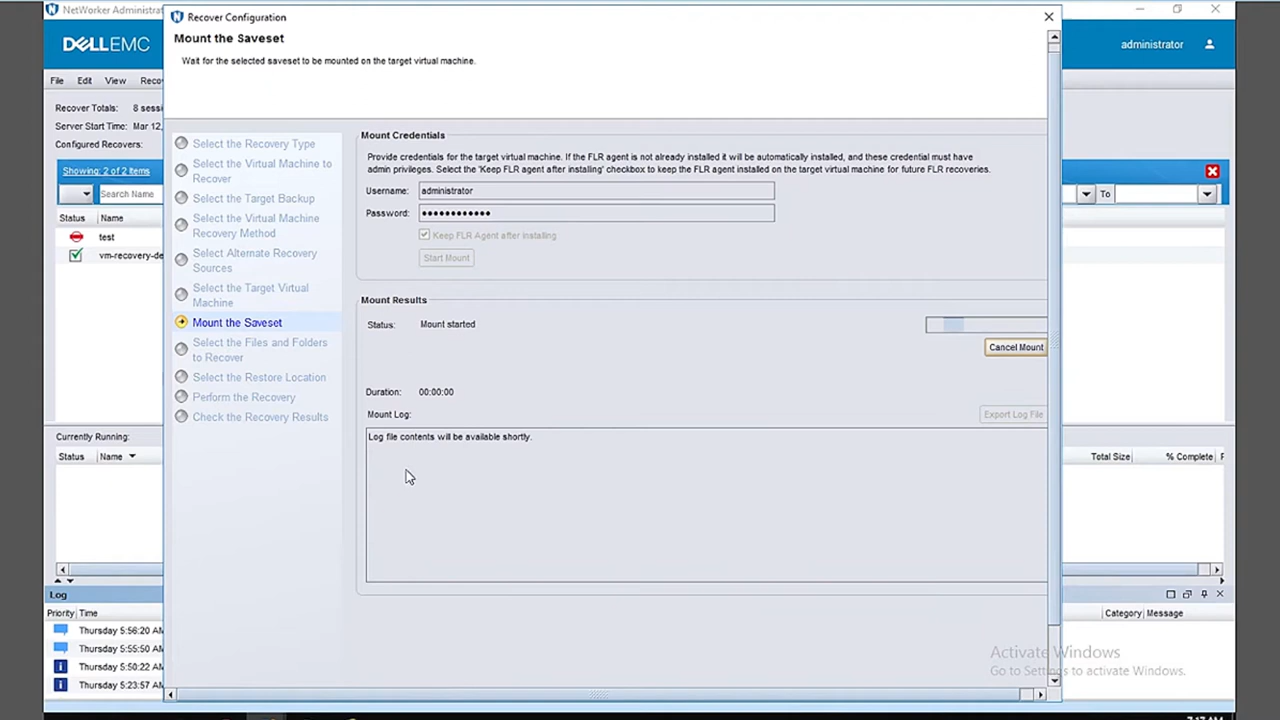 NetWorker Administrat
Recover Configuration
Mount the Saveset
Wait for the selected saveset to be mounted on the target virtual machine.
DELLEMC
administrator
File Edit View Recov
Recover Totals: 8 sessi
Server Start Time: Mar 12,
Configured Recovers:
Showing: 2 of 2 items
Search Name
To
Status Name
test
vm-recovery-de
Select the Recovery Type
Select the Virtual Machine to
Recover
Select the Target Backup
Select the Virtual Machine
Recovery Method
Select Alternate Recovery
Sources
Select the Target Virtual
Machine
Mount the Saveset
Select the Files and Folders
to Recover
Select the Restore Location
Perform the Recovery
Check the Recovery Results
Mount Credentials
Provide credentials for the target virtual machine. If the FLR agent is not already installed it will be automatically installed, and these credential must have
admin privileges. Select the 'Keep FLR agent after installing' checkbox to keep the FLR agent installed on the target virtual machine for future FLR recoveries.
Username: administrator
Password: ••••••••••••
Keep FLR Agent after installing
Start Mount
Mount Results
Status: Mount started
Cancel Mount
Duration: 00:00:00
Mount Log:
Export Log File
Log file contents will be available shortly.
Currently Running:
Status Name
Total Size % Complete
Log
Priority Time
Category Message
Thursday 5:56:20 AM
Thursday 5:55:50 AM
Thursday 5:50:22 AM
Thursday 5:23:57 AM
Activate Windows
Go to Settings to activate Windows.